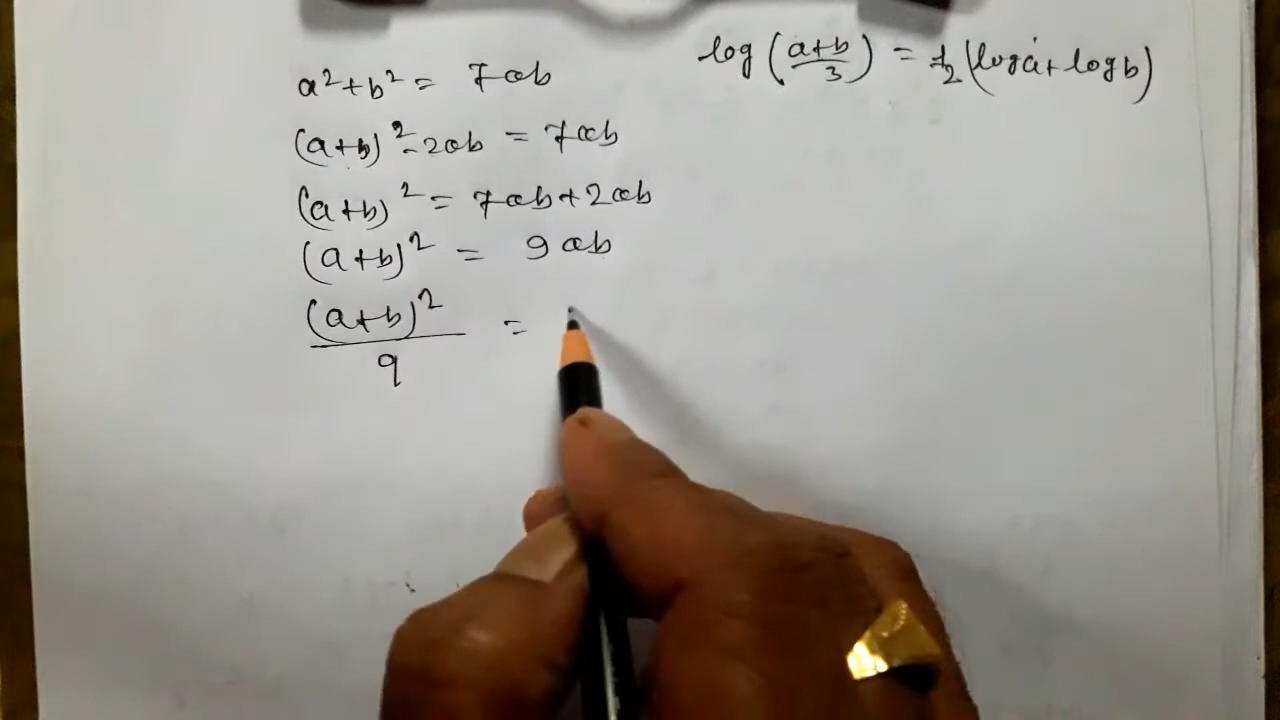 a²+b² = 7ab
log (a+b/3) = 1/2 (log a + log b)
(a+b)² - 2ab = 7ab
(a+b)² = 7ab+2ab
(a+b)² = 9ab
(a+b)²/9 =